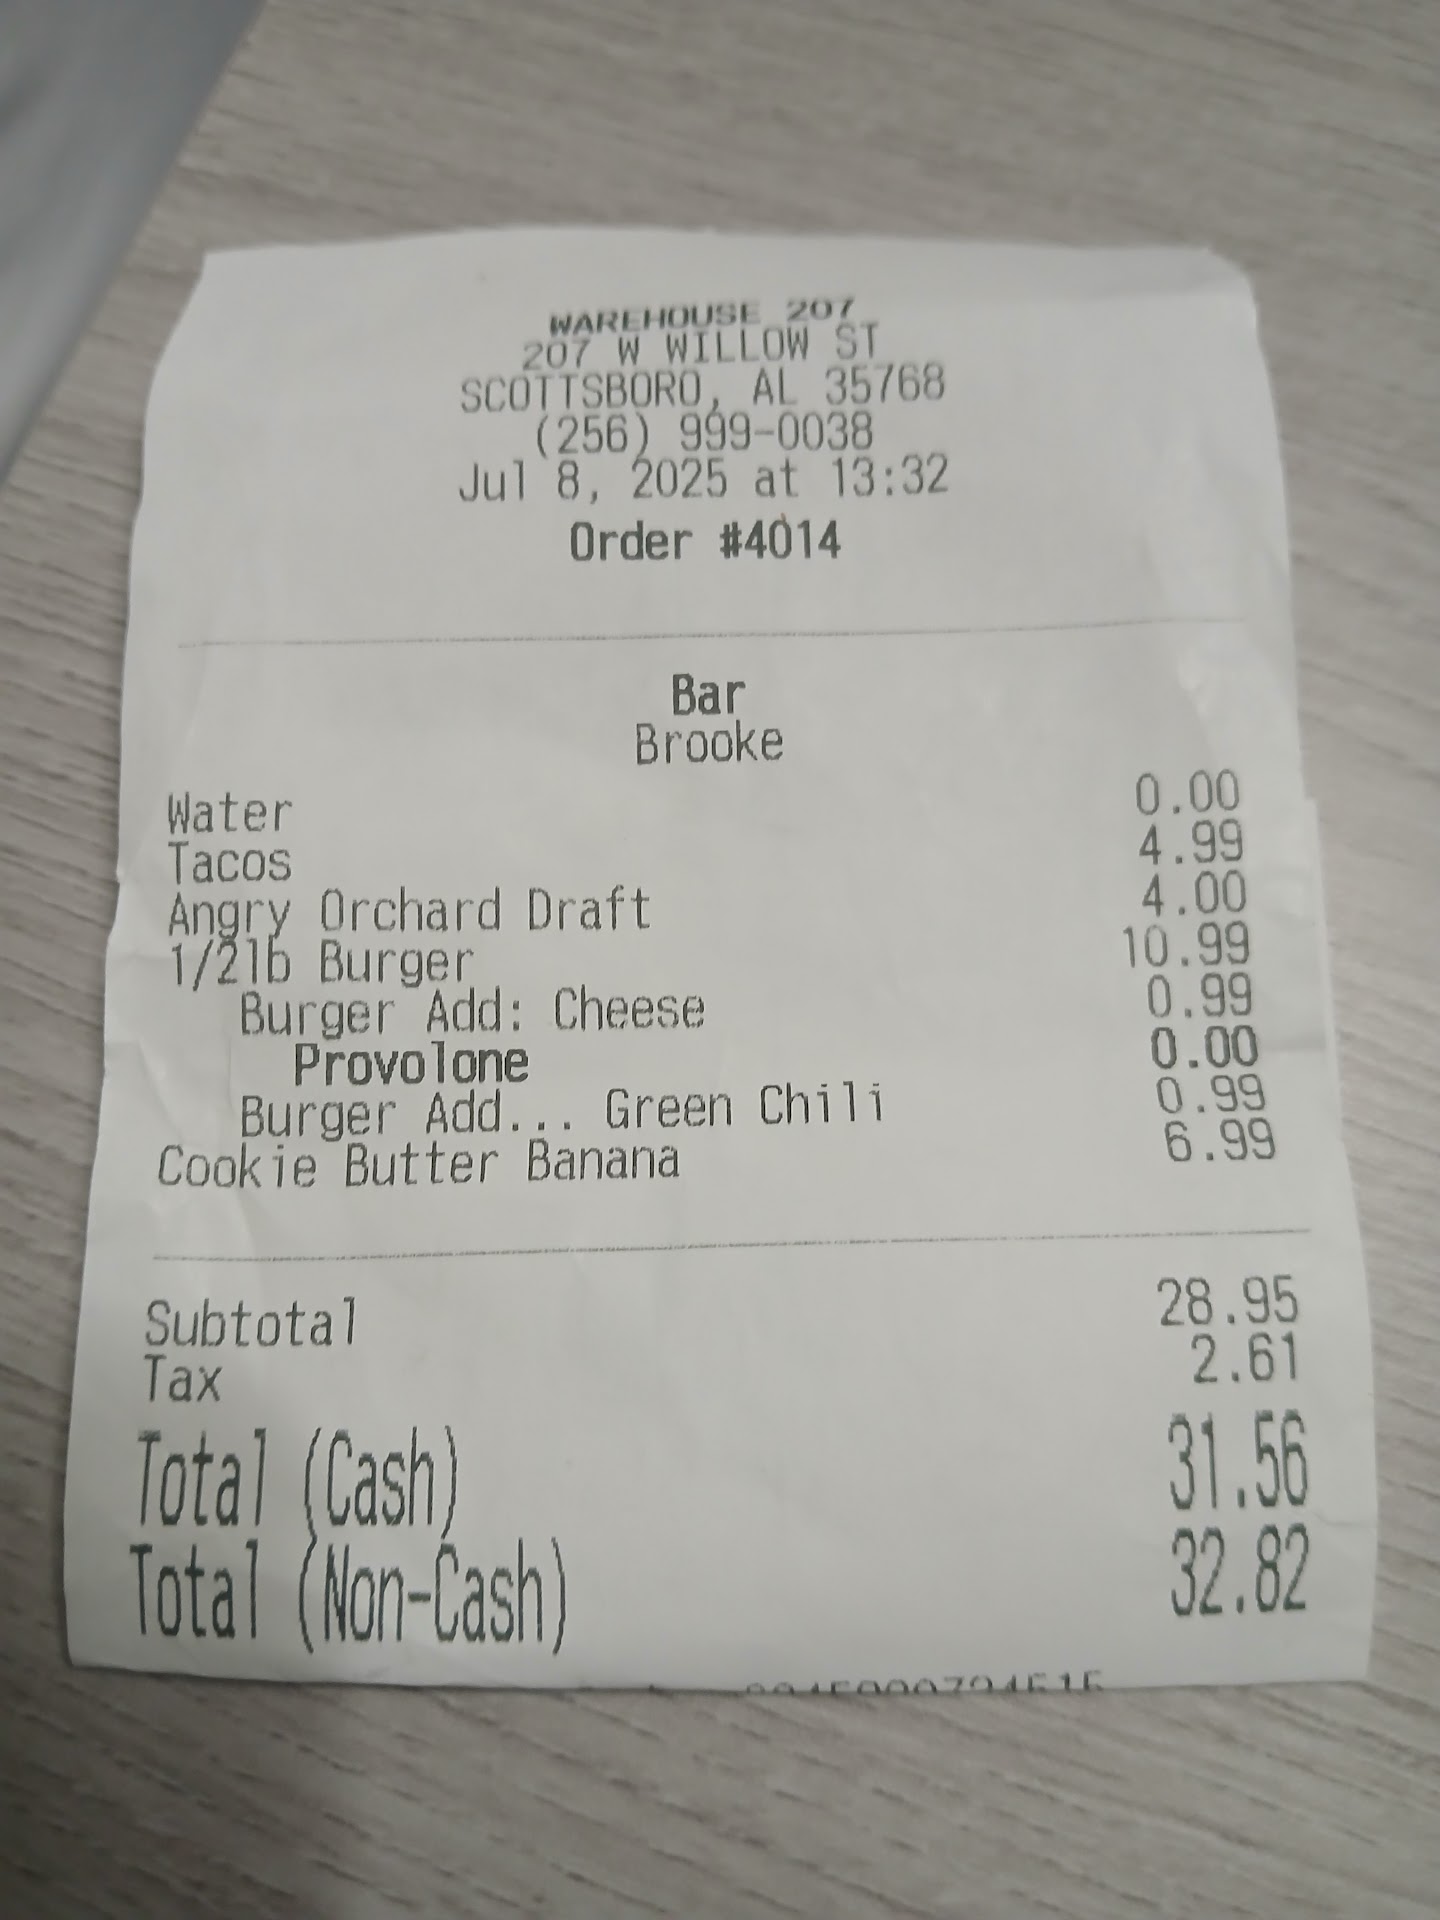 WAREHOUSE 207
207 W WILLOW ST
SCOTTSBORO, AL 35768
(256) 999-0038
Jul 8, 2025 at 13:32
Order #4014
Bar
Brooke
Water 0.00
Tacos 4.99
Angry Orchard Draft 4.00
1/2lb Burger 10.99
Burger Add: Cheese 0.99
Provolone 0.00
Burger Add... Green Chili 0.99
Cookie Butter Banana 6.99
Subtotal 28.95
Tax 2.61
Total (Cash) 31.56
Total (Non-Cash) 32.82